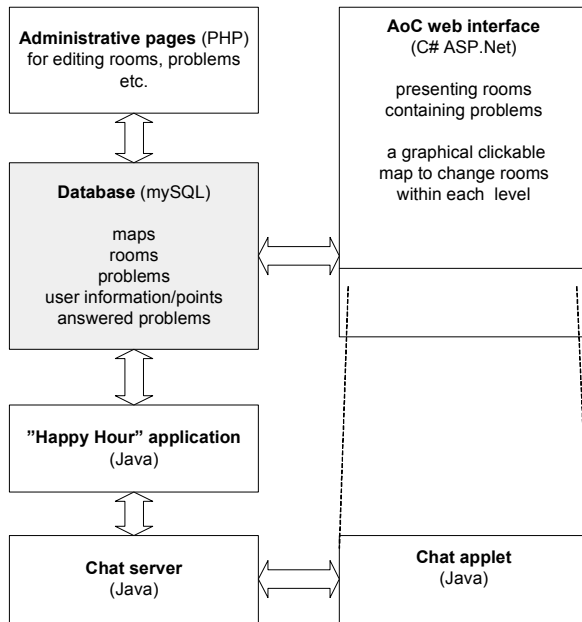 Administrative pages (PHP)
for editing rooms, problems
etc.
AoC web interface
(C# ASP.Net)
presenting rooms
containing problems
a graphical clickable
map to change rooms
within each level
Database (mySQL)
maps
rooms
problems
user information/points
answered problems
”Happy Hour” application
(Java)
Chat server
(Java)
Chat applet
(Java)